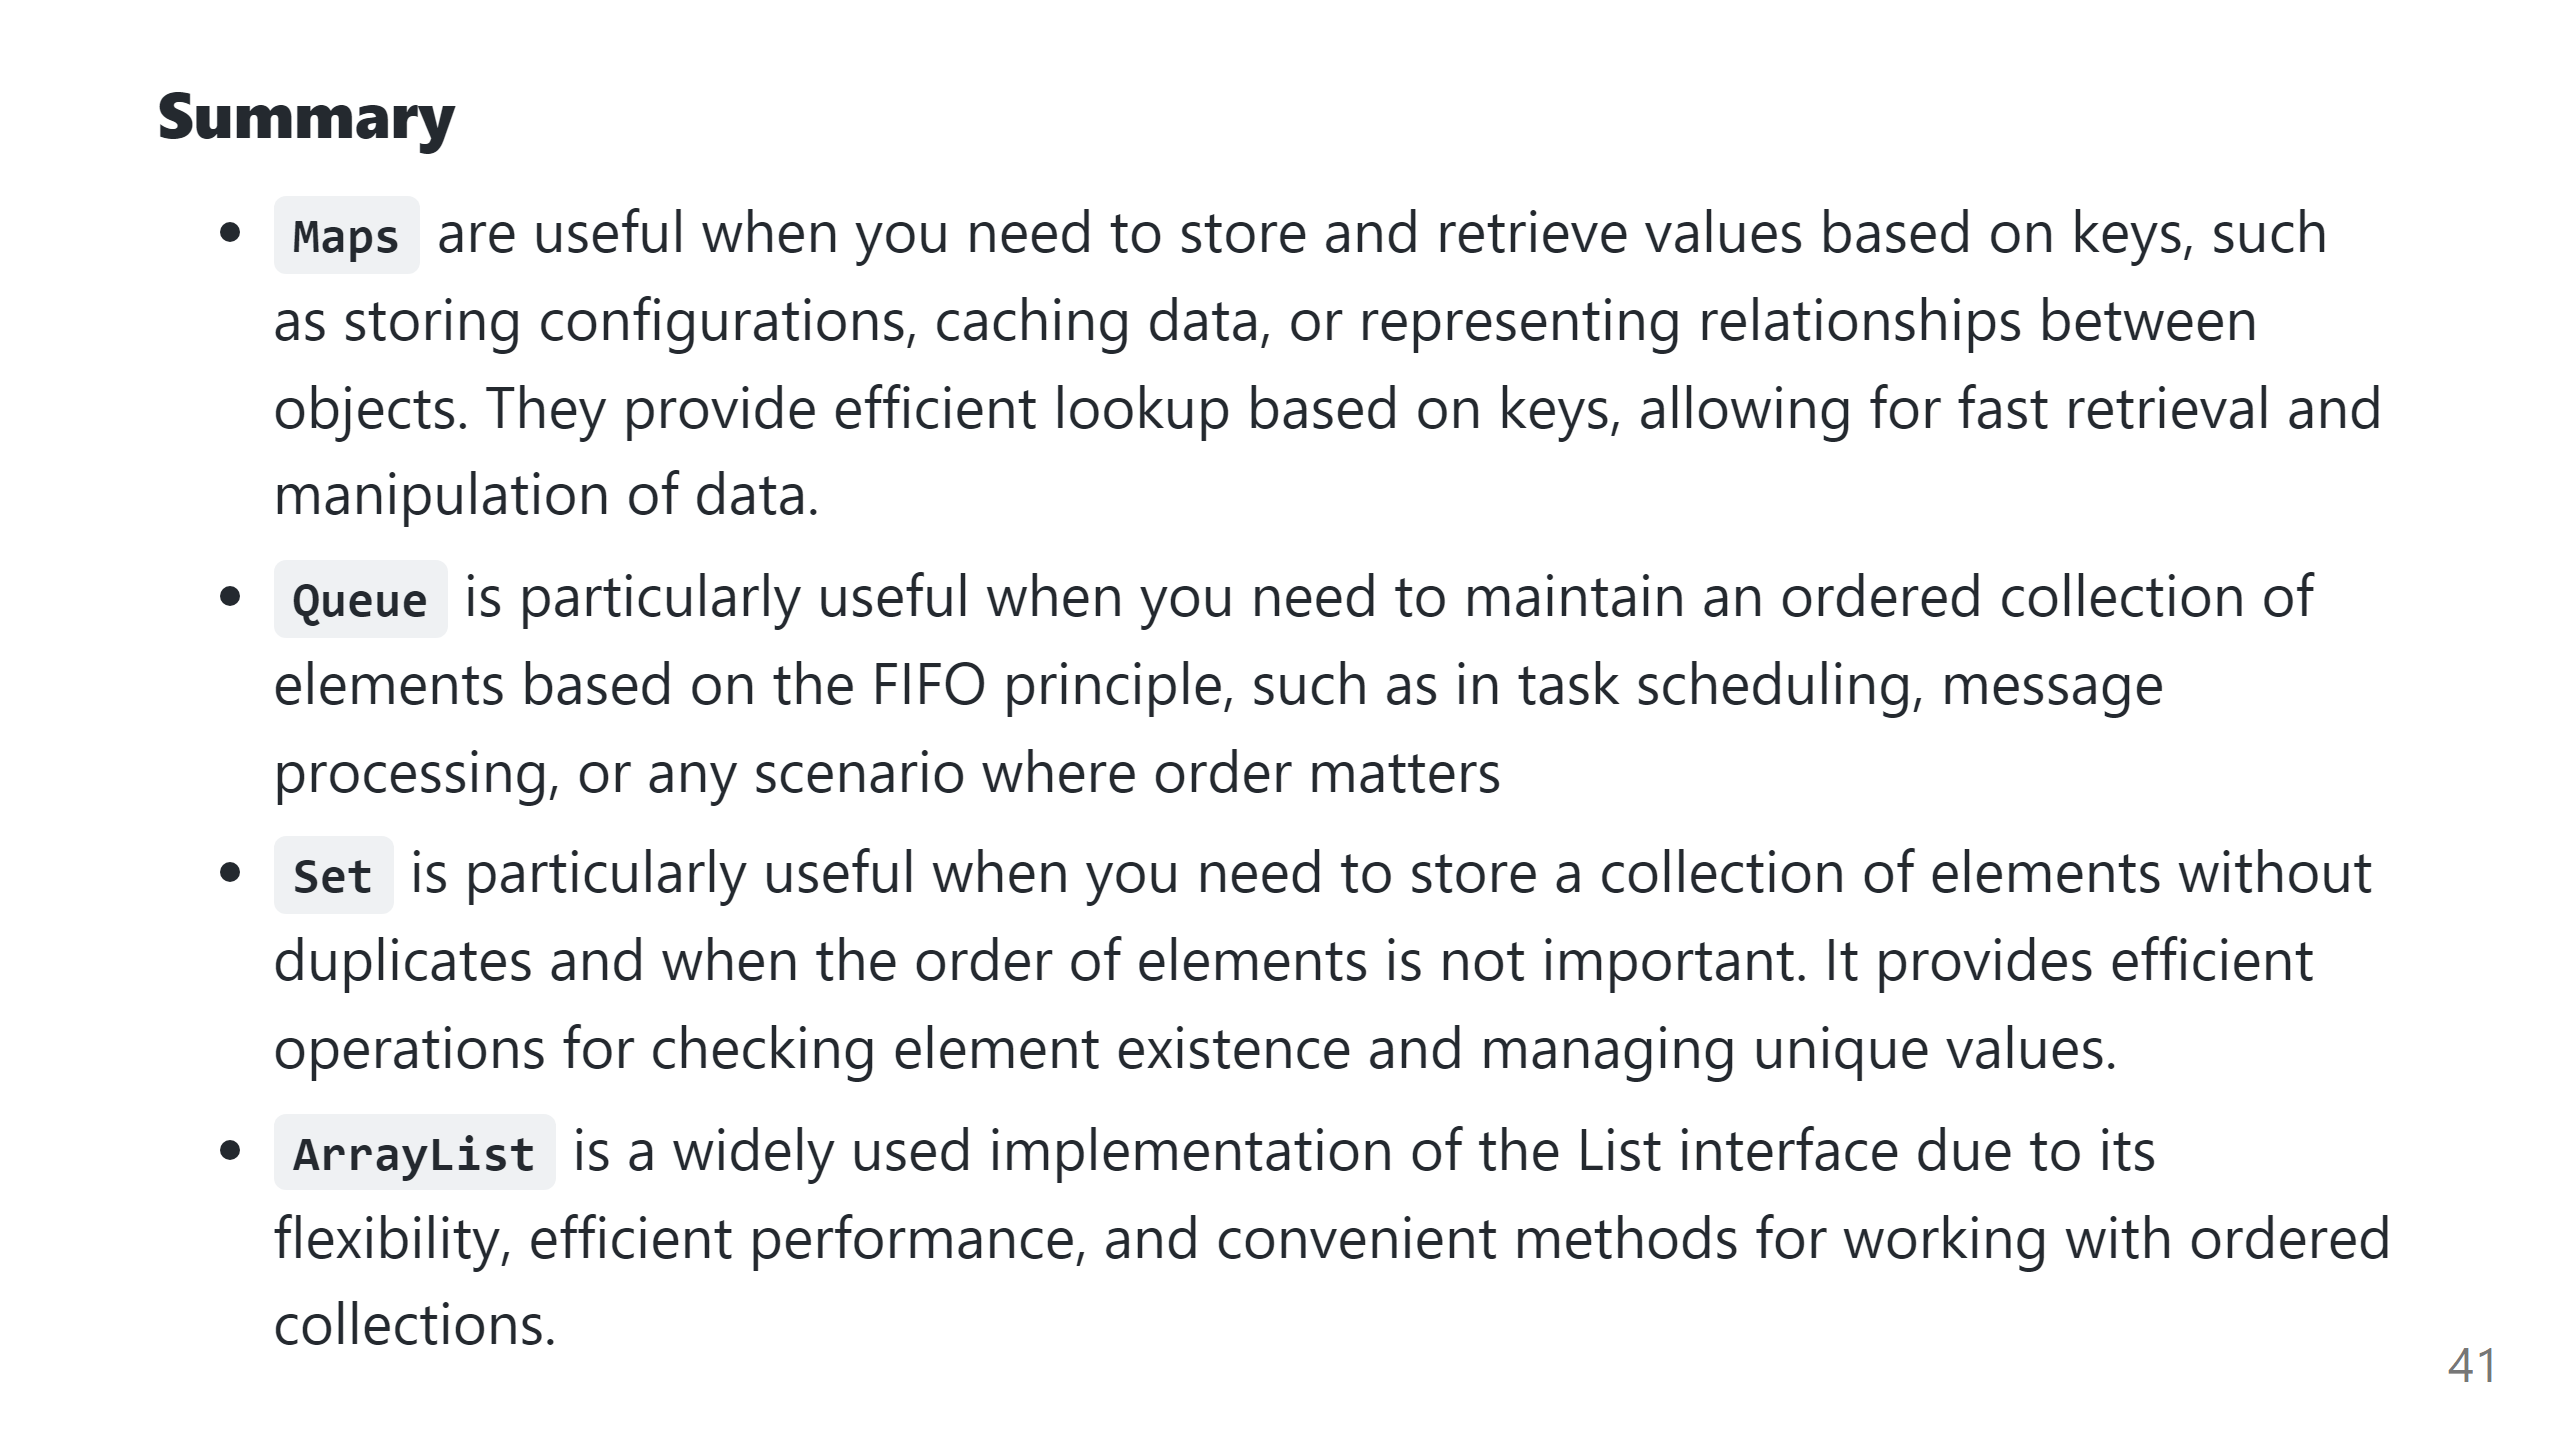 Summary
• Maps are useful when you need to store and retrieve values based on keys, such
as storing configurations, caching data, or representing relationships between
objects. They provide efficient lookup based on keys, allowing for fast retrieval and
manipulation of data.
• Queue is particularly useful when you need to maintain an ordered collection of
elements based on the FIFO principle, such as in task scheduling, message
processing, or any scenario where order matters
• Set is particularly useful when you need to store a collection of elements without
duplicates and when the order of elements is not important. It provides efficient
operations for checking element existence and managing unique values.
• ArrayList is a widely used implementation of the List interface due to its
flexibility, efficient performance, and convenient methods for working with ordered
collections.
41